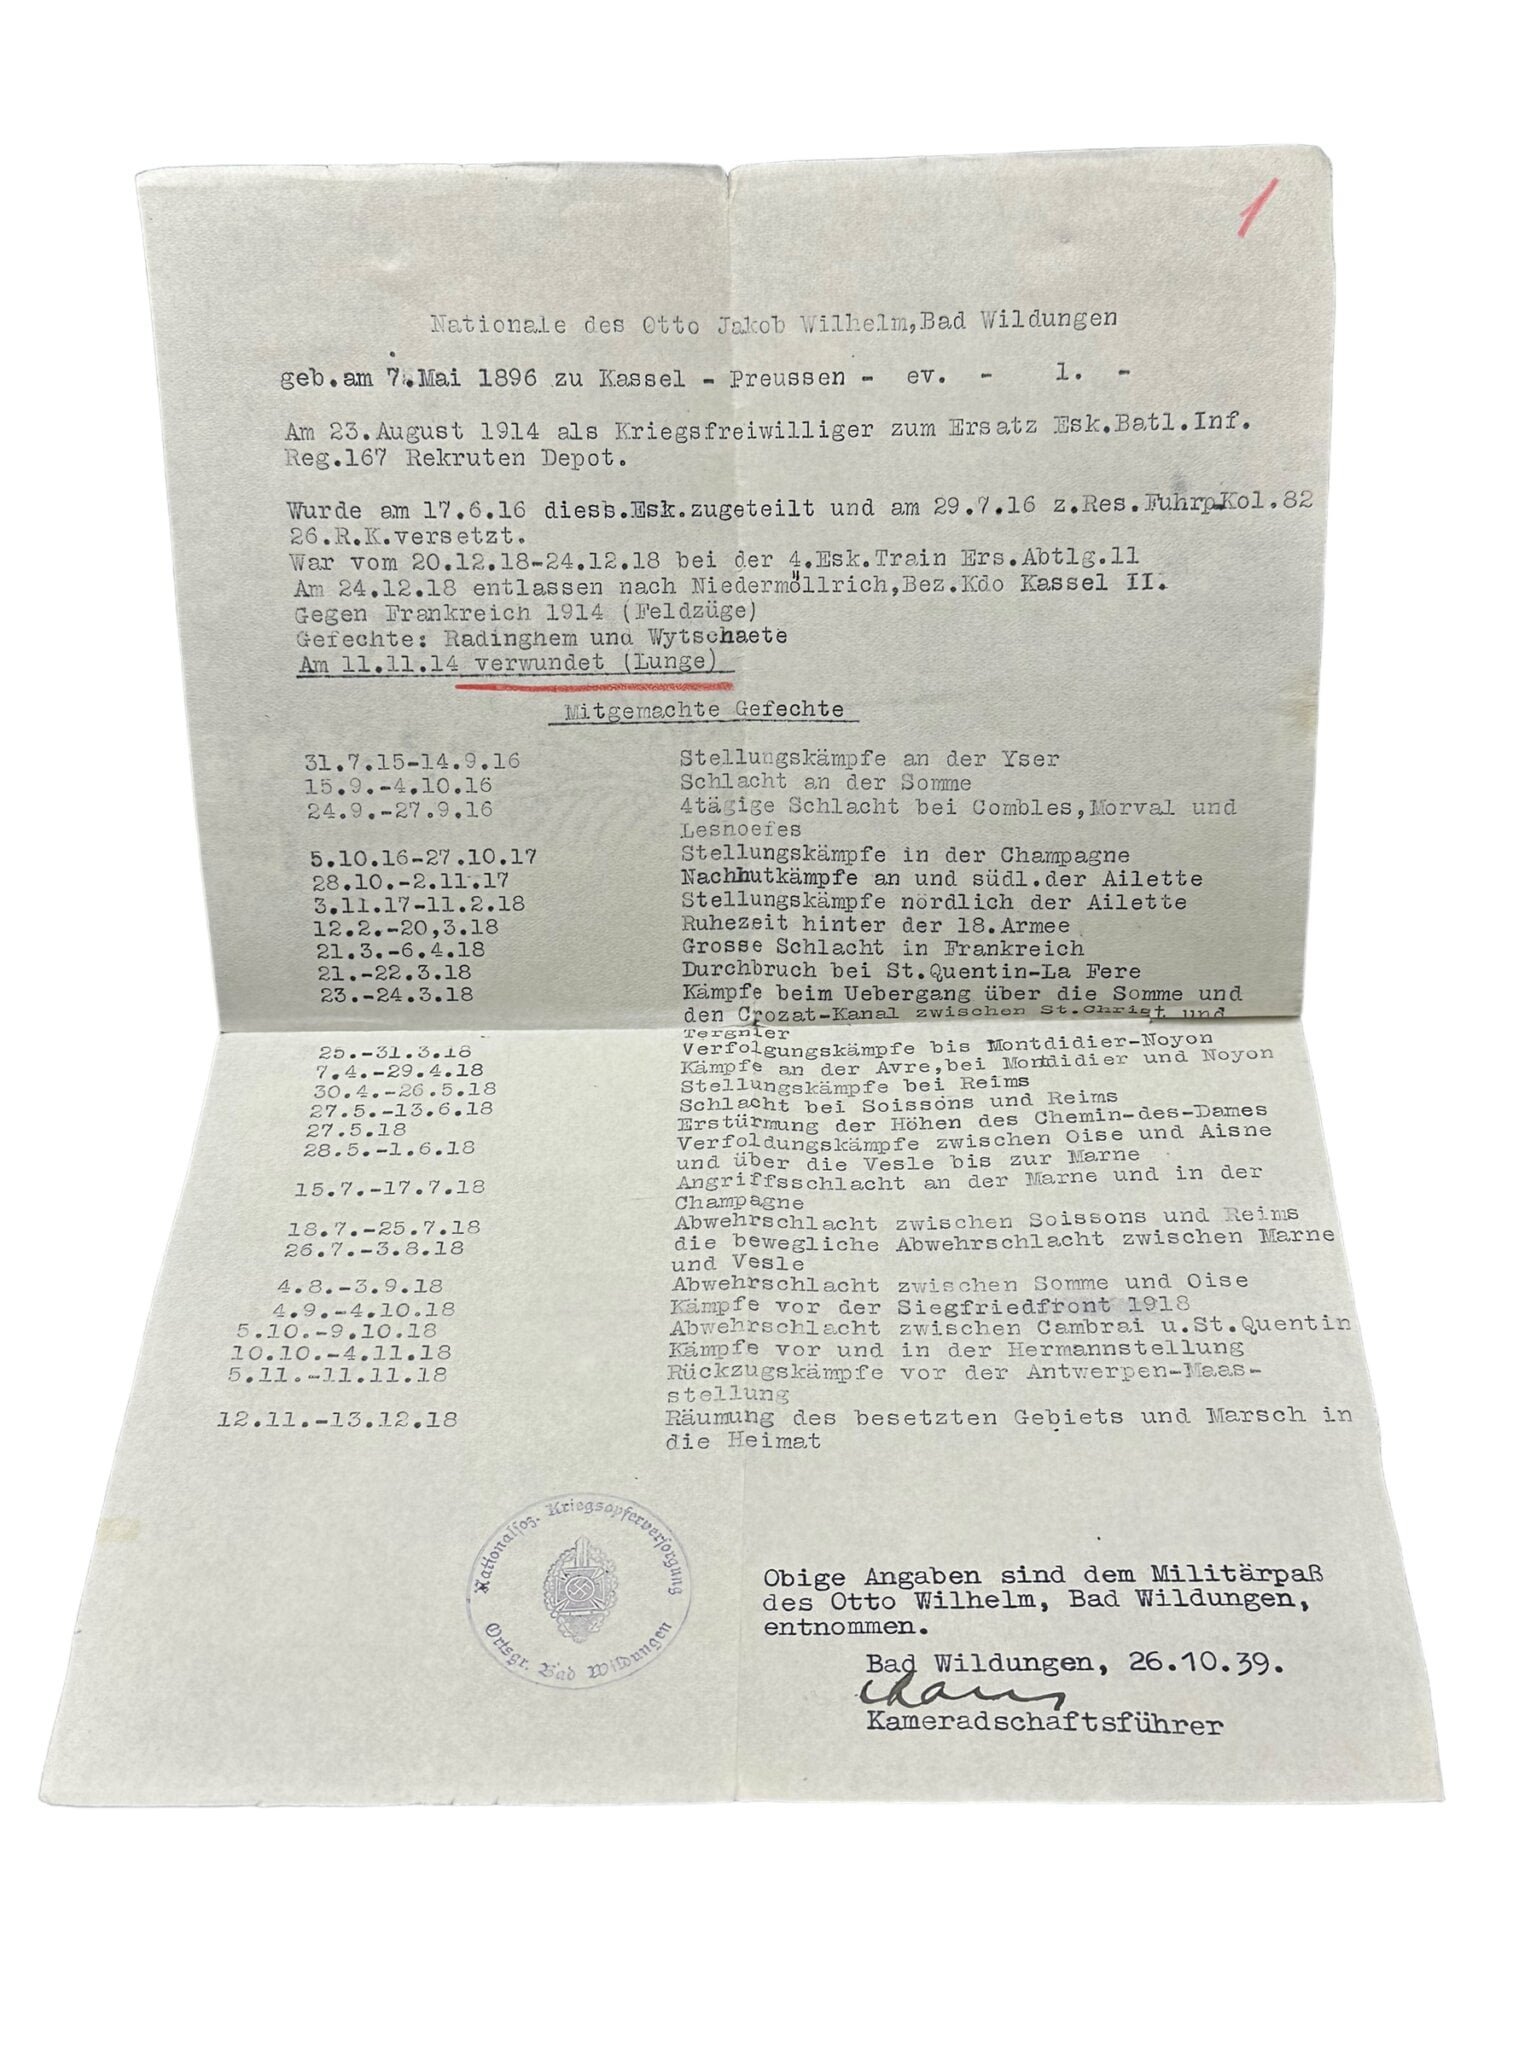 1
Nationale des Otto Jakob Wilhelm,Bad Wildungen
geb.am 7.Mai 1896 zu Kassel - Preussen - ev. - 1. -
Am 23.August 1914 als Kriegsfreiwilliger zum Ersatz Esk.Batl.Inf.
Reg.167 Rekruten Depot.
Wurde am 17.6.16 diess.Esk.zugeteilt und am 29.7.16 z.Res.Fuhrp.Kol.82
26.R.K.versetzt.
War vom 20.12.18-24.12.18 bei der 4.Esk.Train Ers.Abtlg.11
Am 24.12.18 entlassen nach Niedermöllrich,Bez.Kdo Kassel II.
Gegen Frankreich 1914 (Feldzüge)
Gefechte: Radinghem und Wytschaete
Am 11.11.14 verwundet (Lunge)
Mitgemachte Gefechte
31.7.15-14.9.16 Stellungskämpfe an der Yser
15.9.-4.10.16 Schlacht an der Somme
24.9.-27.9.16 4tägige Schlacht bei Combles,Morval und
Lesnoefes
5.10.16-27.10.17 Stellungskämpfe in der Champagne
28.10.-2.11.17 Nachhutkämpfe an und südl.der Ailette
3.11.17-11.2.18 Stellungskämpfe nördlich der Ailette
12.2.-20,3.18 Ruhezeit hinter der 18.Armee
21.3.-6.4.18 Grosse Schlacht in Frankreich
21.-22.3.18 Durchbruch bei St.Quentin-La Fere
23.-24.3.18 Kämpfe beim Uebergang über die Somme und
den Crozat-Kanal zwischen St.Christ und
Tergnier
25.-31.3.18 Verfolgungskämpfe bis Montdidier-Noyon
7.4.-29.4.18 Kämpfe an der Avre,bei Montdidier und Noyon
30.4.-26.5.18 Stellungskämpfe bei Reims
27.5.-13.6.18 Schlacht bei Soissons und Reims
27.5.18 Erstürmung der Höhen des Chemin-des-Dames
28.5.-1.6.18 Verfoldungskämpfe zwischen Oise und Aisne
und über die Vesle bis zur Marne
15.7.-17.7.18 Angriffsschlacht an der Marne und in der
Champagne
18.7.-25.7.18 Abwehrschlacht zwischen Soissons und Reims
26.7.-3.8.18 die bewegliche Abwehrschlacht zwischen Marne
und Vesle
4.8.-3.9.18 Abwehrschlacht zwischen Somme und Oise
4.9.-4.10.18 Kämpfe vor der Siegfriedfront 1918
5.10.-9.10.18 Abwehrschlacht zwischen Cambrai u.St.Quentin
10.10.-4.11.18 Kämpfe vor und in der Hermannstellung
5.11.-11.11.18 Rückzugskämpfe vor der Antwerpen-Maas-
stellung
12.11.-13.12.18 Räumung des besetzten Gebiets und Marsch in
die Heimat
Nationalsoz. Kriegsopferversorgung
Ortsgr. Bad Wildungen
Obige Angaben sind dem Militärpaß
des Otto Wilhelm, Bad Wildungen,
entnommen.
Bad Wildungen, 26.10.39.
Kameradschaftsführer